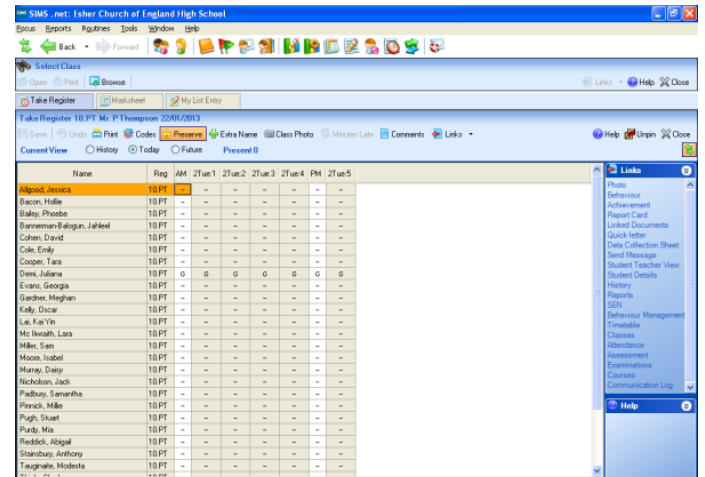 SIMS .net: Esher Church of England High School
Focus Reports Routines Tools Window Help
Back Forward
Select Class
Open Print Browse Links Help Close
Take Register Marksheet My List Entry
Take Register 10.PT Mr. P Thompson 22/01/2013
Save Undo Print Codes Preserve Extra Name Class Photo Minutes Late Comments Links Help Unpin Close
Current View History Today Future Present 0
Name Reg AM 2Tue:1 2Tue:2 2Tue:3 2Tue:4 PM 2Tue:5
Allgood, Jessica 10.PT - - - - - - -
Bacon, Hollie 10.PT - - - - - - -
Bailey, Phoebe 10.PT - - - - - - -
Bannerman-Balogun, Jahleel 10.PT - - - - - - -
Cohen, David 10.PT - - - - - - -
Cole, Emily 10.PT - - - - - - -
Cooper, Tara 10.PT - - - - - - -
Demi, Juliana 10.PT G G G G G G G
Evans, Georgia 10.PT - - - - - - -
Gardner, Meghan 10.PT - - - - - - -
Kelly, Oscar 10.PT - - - - - - -
Lai, Kai Yin 10.PT - - - - - - -
Mc Ilwraith, Lara 10.PT - - - - - - -
Miller, Sam 10.PT - - - - - - -
Moore, Isabel 10.PT - - - - - - -
Murray, Daisy 10.PT - - - - - - -
Nicholson, Jack 10.PT - - - - - - -
Padbury, Samantha 10.PT - - - - - - -
Pinnick, Millie 10.PT - - - - - - -
Pugh, Stuart 10.PT - - - - - - -
Purdy, Mia 10.PT - - - - - - -
Reddick, Abigail 10.PT - - - - - - -
Stainsbury, Anthony 10.PT - - - - - - -
Tauginaite, Modesta 10.PT - - - - - - -
Links
Photo
Behaviour
Achievement
Report Card
Linked Documents
Quick letter
Data Collection Sheet
Send Message
Student Teacher View
Student Details
History
Reports
SEN
Behaviour Management
Timetable
Classes
Attendance
Assessment
Examinations
Courses
Communication Log
Help